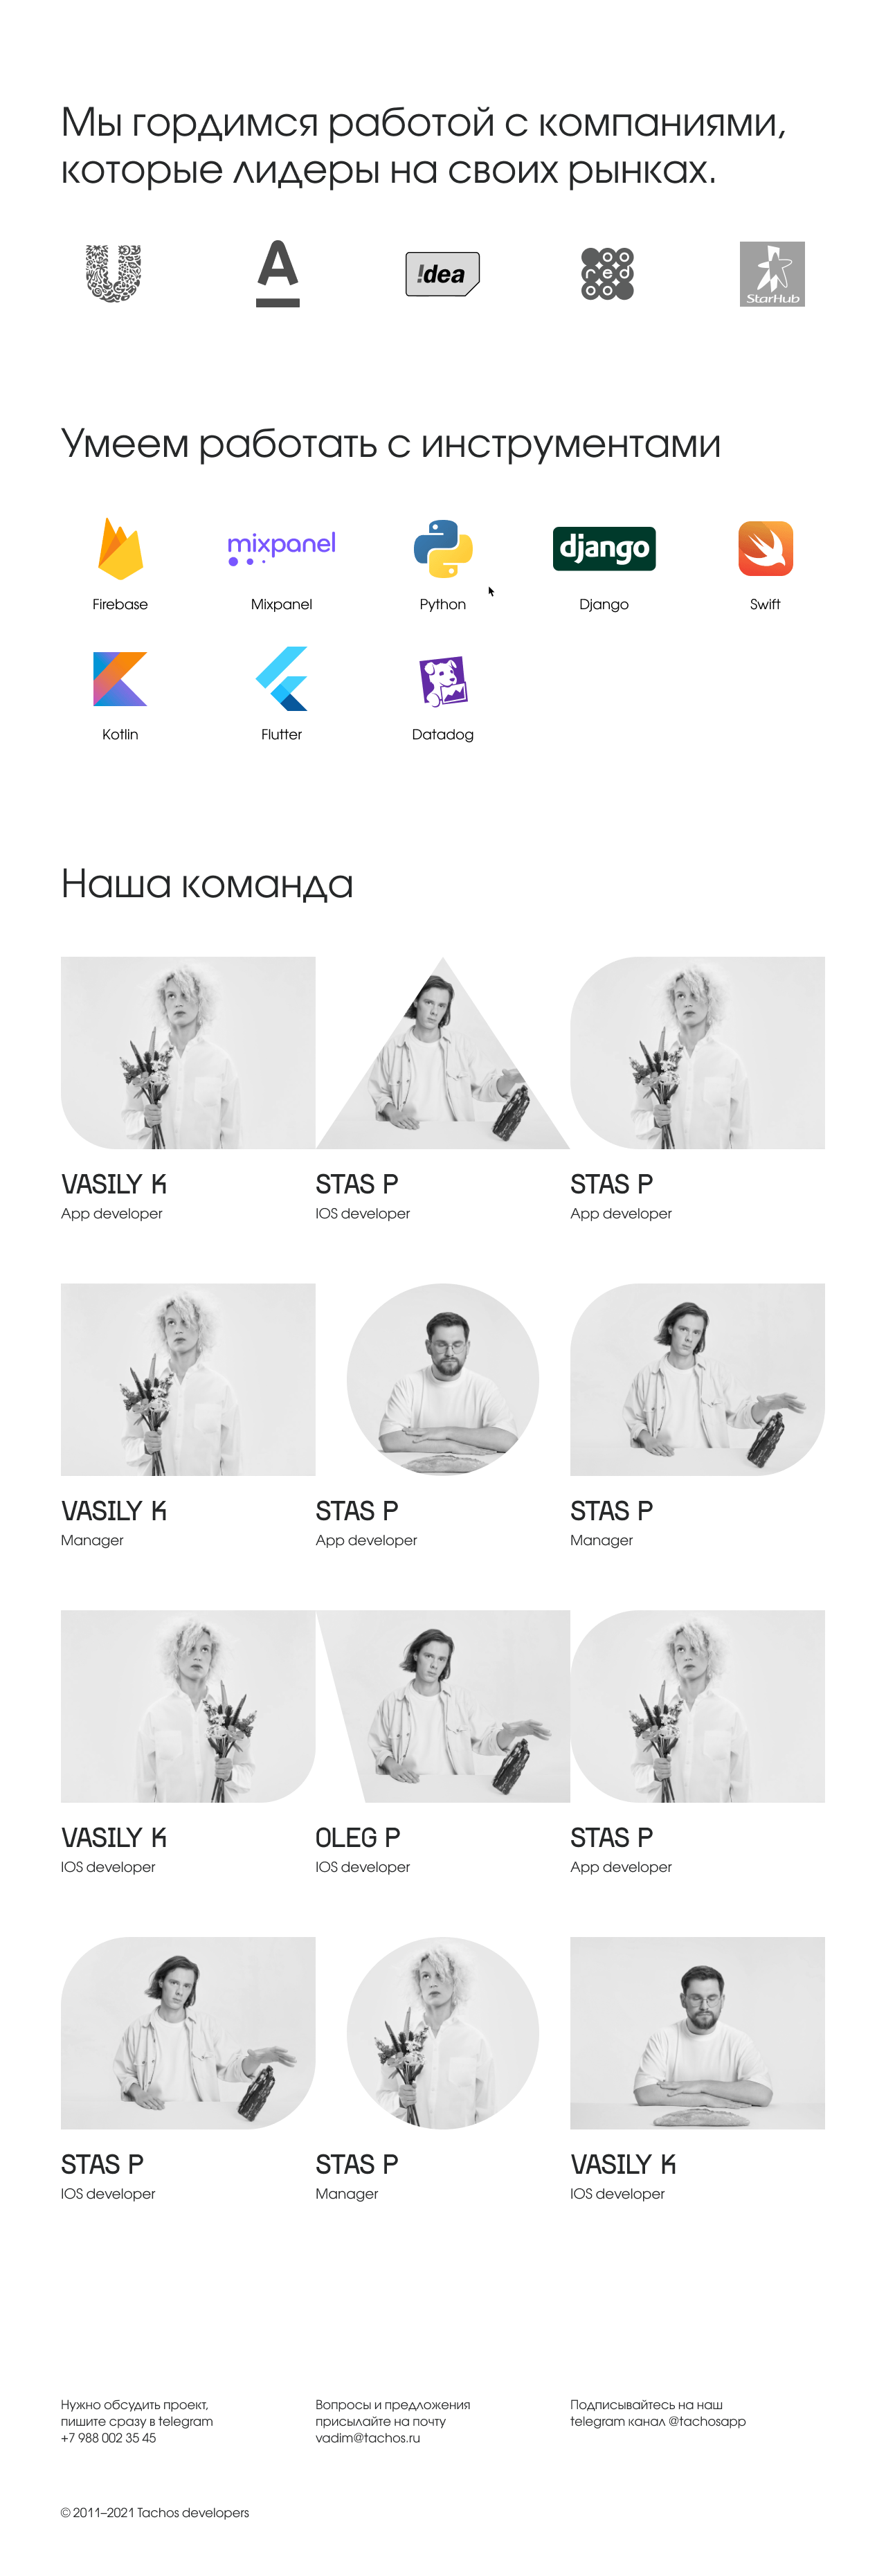 Мы гордимся работой с компаниями,
которые лидеры на своих рынках.
!dea
red
StarHub
Умеем работать с инструментами
mixpanel
django
Firebase
Mixpanel
Python
Django
Swift
Kotlin
Flutter
Datadog
Наша команда
VASILY K
App developer
STAS P
IOS developer
STAS P
App developer
VASILY K
Manager
STAS P
App developer
STAS P
Manager
VASILY K
IOS developer
OLEG P
IOS developer
STAS P
App developer
STAS P
IOS developer
STAS P
Manager
VASILY K
IOS developer
Нужно обсудить проект,
пишите сразу в telegram
+7 988 002 35 45
Вопросы и предложения
присылайте на почту
vadim@tachos.ru
Подписывайтесь на наш
telegram канал @tachosapp
© 2011–2021 Tachos developers